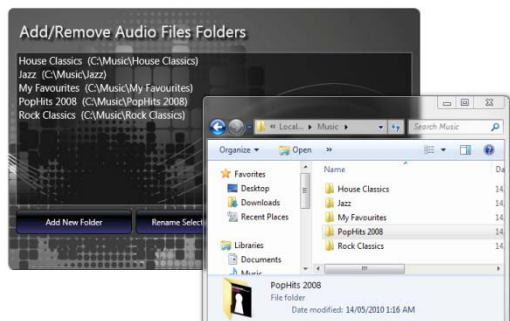 Add/Remove Audio Files Folders
House Classics (C:\Music\House Classics)
Jazz (C:\Music\Jazz)
My Favourites (C:\Music\My Favourites)
PopHits 2008 (C:\Music\PopHits 2008)
Rock Classics (C:\Music\Rock Classics)
Add New Folder
Rename Selecti
« Local... ▸ Music ▸
Search Music
Organize
Open
»
Favorites
Desktop
Downloads
Recent Places
Libraries
Documents
Music
Name
Da
House Classics
14,
Jazz
14,
My Favourites
14,
PopHits 2008
14,
Rock Classics
14,
PopHits 2008
File folder
Date modified: 14/05/2010 1:16 AM